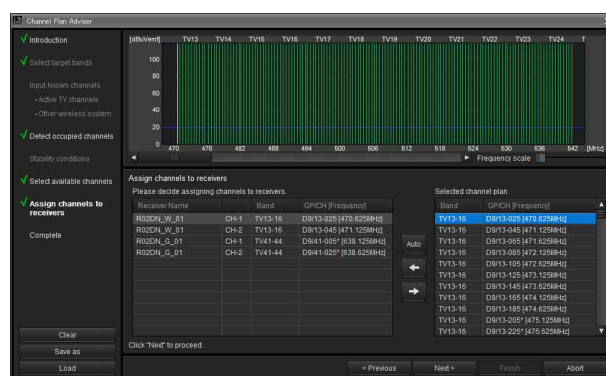 Channel Plan Adviser
Introduction
Select target bands
Input known channels
- Active TV channels
- Other wireless system
Detect occupied channels
Stability conditions
Select available channels
Assign channels to
receivers
Complete
Clear
Save as
Load
[dBuVemf] TV13 TV14 TV15 TV16 TV17 TV18 TV19 TV20 TV21 TV22 TV23 TV24 T
100
80
60
40
20
0
470 476 482 488 494 500 506 512 518 524 530 536 542 [MHz]
Frequency scale
Assign channels to receivers
Please decide assigning channels to receivers.
Receiver Name Band GP/CH [Frequency]
R02DN_W_01 CH-1 TV13-16 D9/13-025 [470.625MHz]
R02DN_W_01 CH-2 TV13-16 D9/13-045 [471.125MHz]
R02DN_G_01 CH-1 TV41-44 D9/41-005* [638.125MHz]
R02DN_G_01 CH-2 TV41-44 D9/41-025* [638.625MHz]
Auto
Selected channel plan
Band GP/CH [Frequency]
TV13-16 D9/13-025 [470.625MHz]
TV13-16 D9/13-045 [471.125MHz]
TV13-16 D9/13-065 [471.625MHz]
TV13-16 D9/13-085 [472.125MHz]
TV13-16 D9/13-105 [472.625MHz]
TV13-16 D9/13-125 [473.125MHz]
TV13-16 D9/13-145 [473.625MHz]
TV13-16 D9/13-165 [474.125MHz]
TV13-16 D9/13-185 [474.625MHz]
TV13-16 D9/13-205* [475.125MHz]
TV13-16 D9/13-225* [475.625MHz]
Click "Next" to proceed.
< Previous Next > Finish Abort